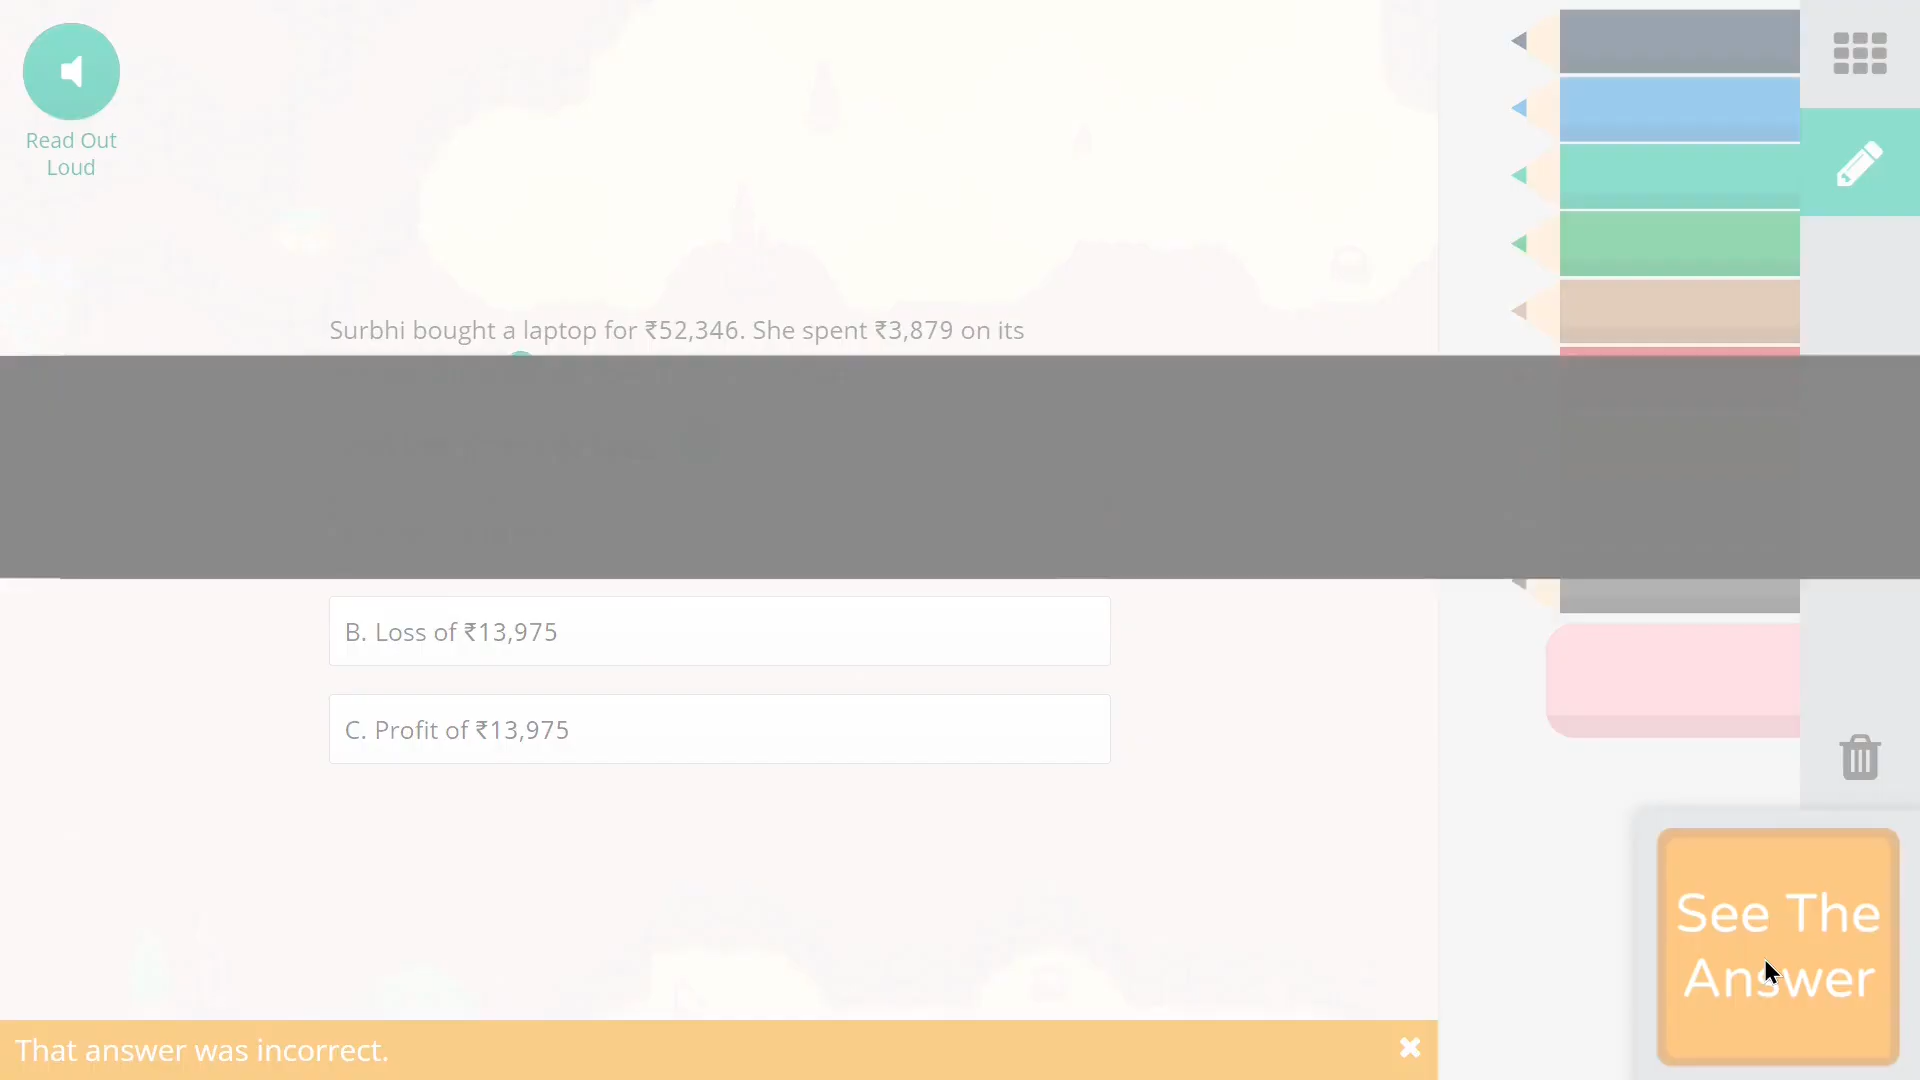 Read Out
Loud
Surbhi bought a laptop for ₹52,346. She spent ₹3,879 on its
B. Loss of ₹13,975
C. Profit of ₹13,975
See The
Answer
That answer was incorrect.